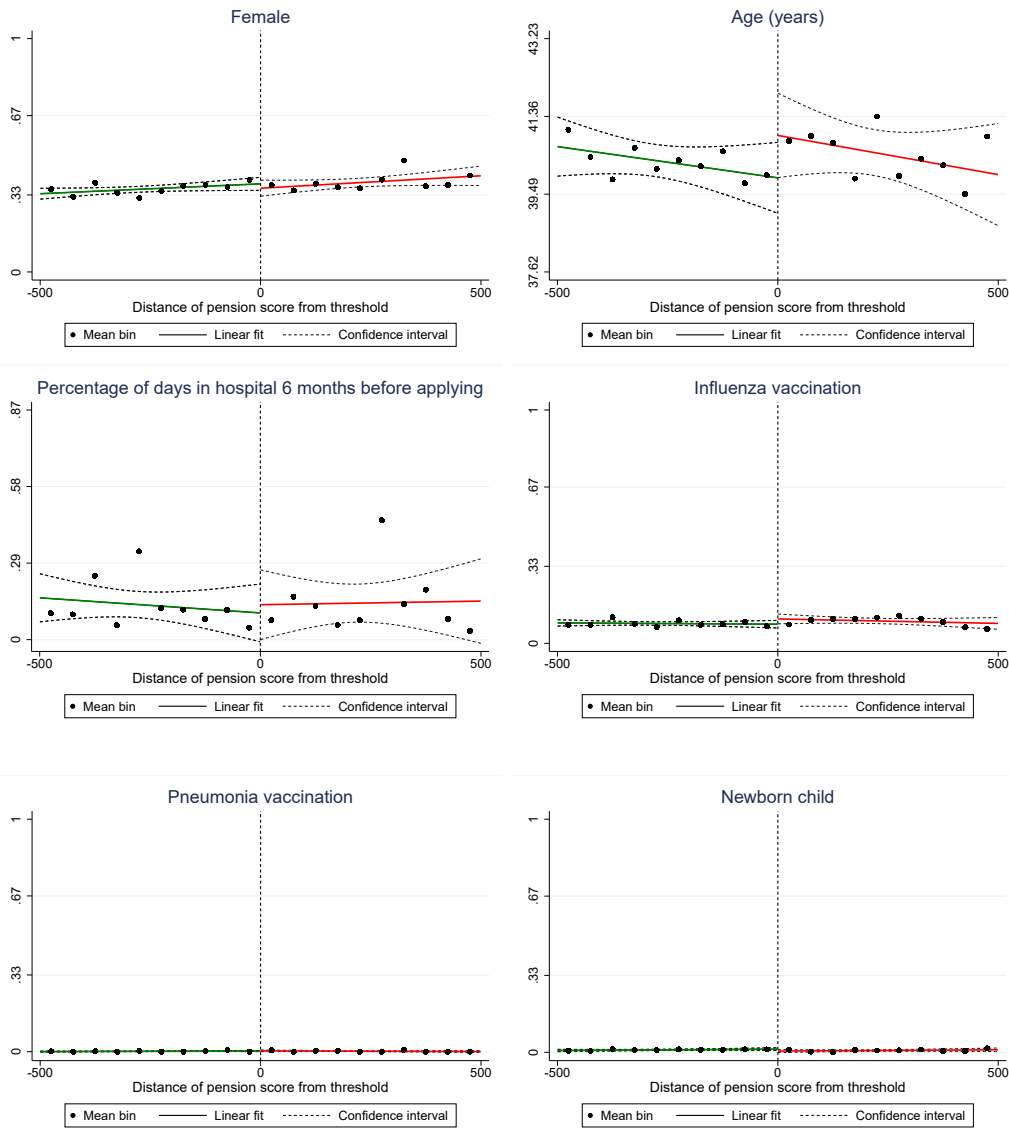 Female
1
.67
.33
0
-500
0
500
Distance of pension score from threshold
Mean bin
Linear fit
Confidence interval
Age (years)
43.23
41.36
39.49
37.62
-500
0
500
Distance of pension score from threshold
Mean bin
Linear fit
Confidence interval
Percentage of days in hospital 6 months before applying
.87
.58
.29
0
-500
0
500
Distance of pension score from threshold
Mean bin
Linear fit
Confidence interval
Influenza vaccination
1
.67
.33
0
-500
0
500
Distance of pension score from threshold
Mean bin
Linear fit
Confidence interval
Pneumonia vaccination
1
.67
.33
0
-500
0
500
Distance of pension score from threshold
Mean bin
Linear fit
Confidence interval
Newborn child
1
.67
.33
0
-500
0
500
Distance of pension score from threshold
Mean bin
Linear fit
Confidence interval